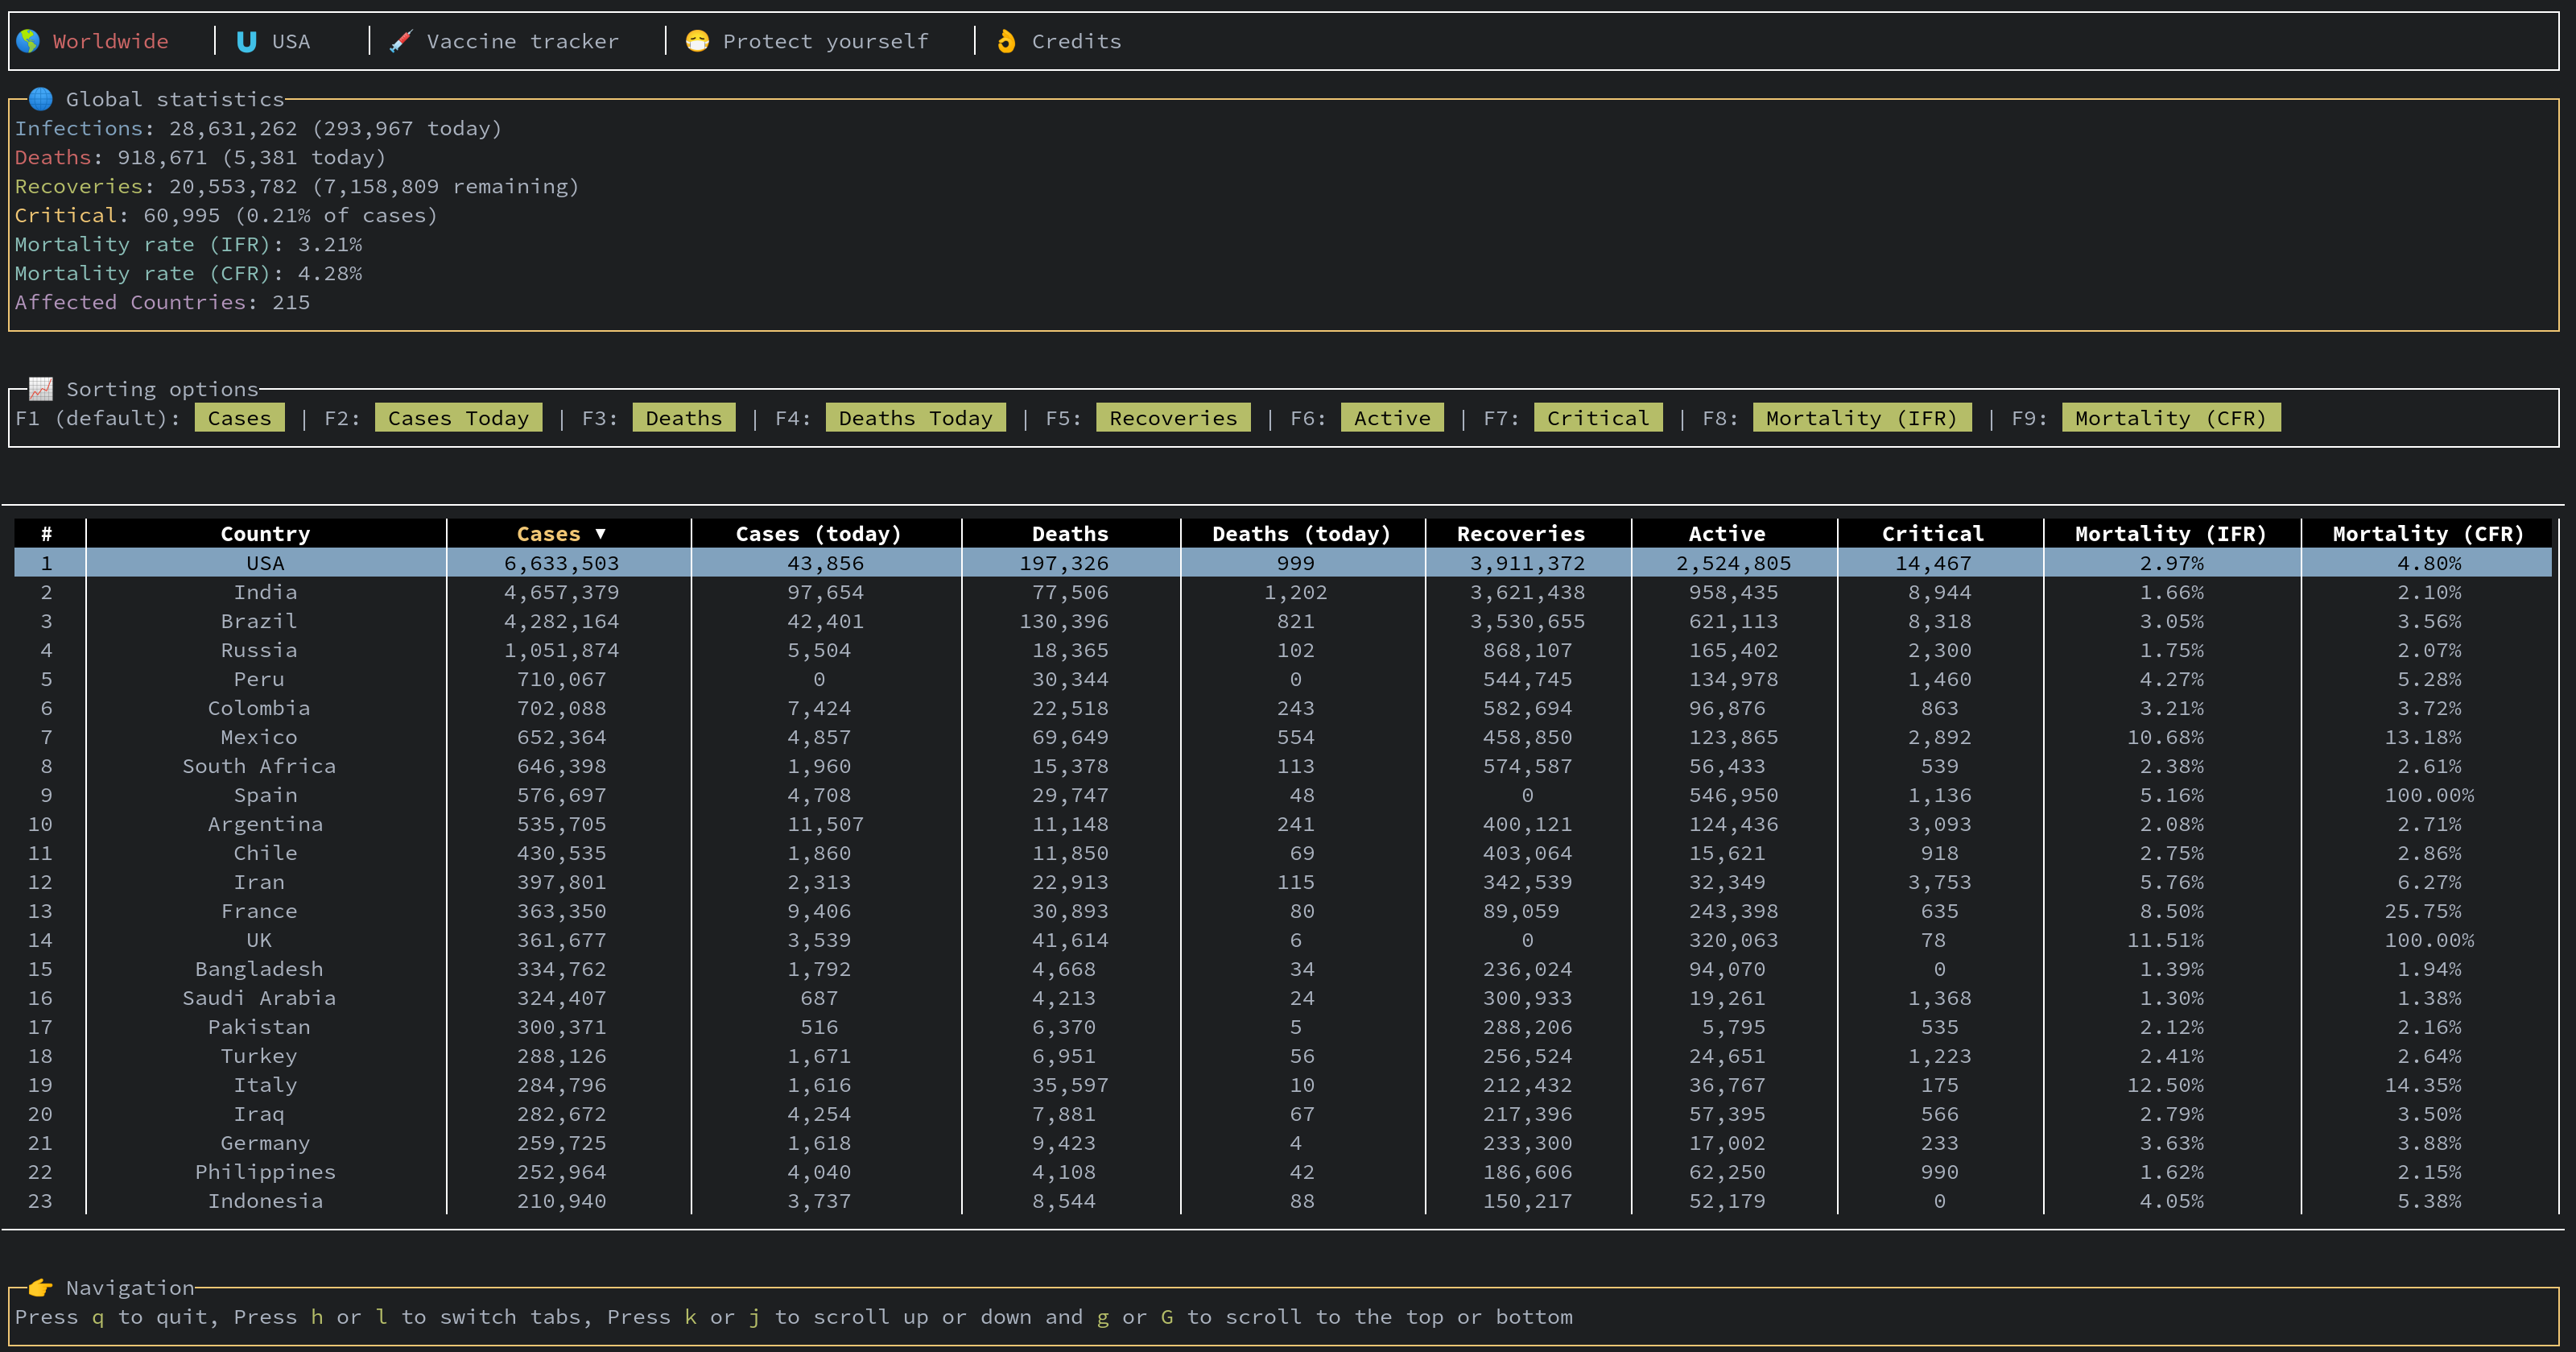 🌎 Worldwide │ U USA │ 💉 Vaccine tracker │ 😷 Protect yourself │ 👌 Credits
🌐 Global statistics
Infections: 28,631,262 (293,967 today)
Deaths: 918,671 (5,381 today)
Recoveries: 20,553,782 (7,158,809 remaining)
Critical: 60,995 (0.21% of cases)
Mortality rate (IFR): 3.21%
Mortality rate (CFR): 4.28%
Affected Countries: 215
📈 Sorting options
F1 (default): Cases | F2: Cases Today | F3: Deaths | F4: Deaths Today | F5: Recoveries | F6: Active | F7: Critical | F8: Mortality (IFR) | F9: Mortality (CFR)
# Country Cases ▼ Cases (today) Deaths Deaths (today) Recoveries Active Critical Mortality (IFR) Mortality (CFR)
1 USA 6,633,503 43,856 197,326 999 3,911,372 2,524,805 14,467 2.97% 4.80%
2 India 4,657,379 97,654 77,506 1,202 3,621,438 958,435 8,944 1.66% 2.10%
3 Brazil 4,282,164 42,401 130,396 821 3,530,655 621,113 8,318 3.05% 3.56%
4 Russia 1,051,874 5,504 18,365 102 868,107 165,402 2,300 1.75% 2.07%
5 Peru 710,067 0 30,344 0 544,745 134,978 1,460 4.27% 5.28%
6 Colombia 702,088 7,424 22,518 243 582,694 96,876 863 3.21% 3.72%
7 Mexico 652,364 4,857 69,649 554 458,850 123,865 2,892 10.68% 13.18%
8 South Africa 646,398 1,960 15,378 113 574,587 56,433 539 2.38% 2.61%
9 Spain 576,697 4,708 29,747 48 0 546,950 1,136 5.16% 100.00%
10 Argentina 535,705 11,507 11,148 241 400,121 124,436 3,093 2.08% 2.71%
11 Chile 430,535 1,860 11,850 69 403,064 15,621 918 2.75% 2.86%
12 Iran 397,801 2,313 22,913 115 342,539 32,349 3,753 5.76% 6.27%
13 France 363,350 9,406 30,893 80 89,059 243,398 635 8.50% 25.75%
14 UK 361,677 3,539 41,614 6 0 320,063 78 11.51% 100.00%
15 Bangladesh 334,762 1,792 4,668 34 236,024 94,070 0 1.39% 1.94%
16 Saudi Arabia 324,407 687 4,213 24 300,933 19,261 1,368 1.30% 1.38%
17 Pakistan 300,371 516 6,370 5 288,206 5,795 535 2.12% 2.16%
18 Turkey 288,126 1,671 6,951 56 256,524 24,651 1,223 2.41% 2.64%
19 Italy 284,796 1,616 35,597 10 212,432 36,767 175 12.50% 14.35%
20 Iraq 282,672 4,254 7,881 67 217,396 57,395 566 2.79% 3.50%
21 Germany 259,725 1,618 9,423 4 233,300 17,002 233 3.63% 3.88%
22 Philippines 252,964 4,040 4,108 42 186,606 62,250 990 1.62% 2.15%
23 Indonesia 210,940 3,737 8,544 88 150,217 52,179 0 4.05% 5.38%
👉 Navigation
Press q to quit, Press h or l to switch tabs, Press k or j to scroll up or down and g or G to scroll to the top or bottom